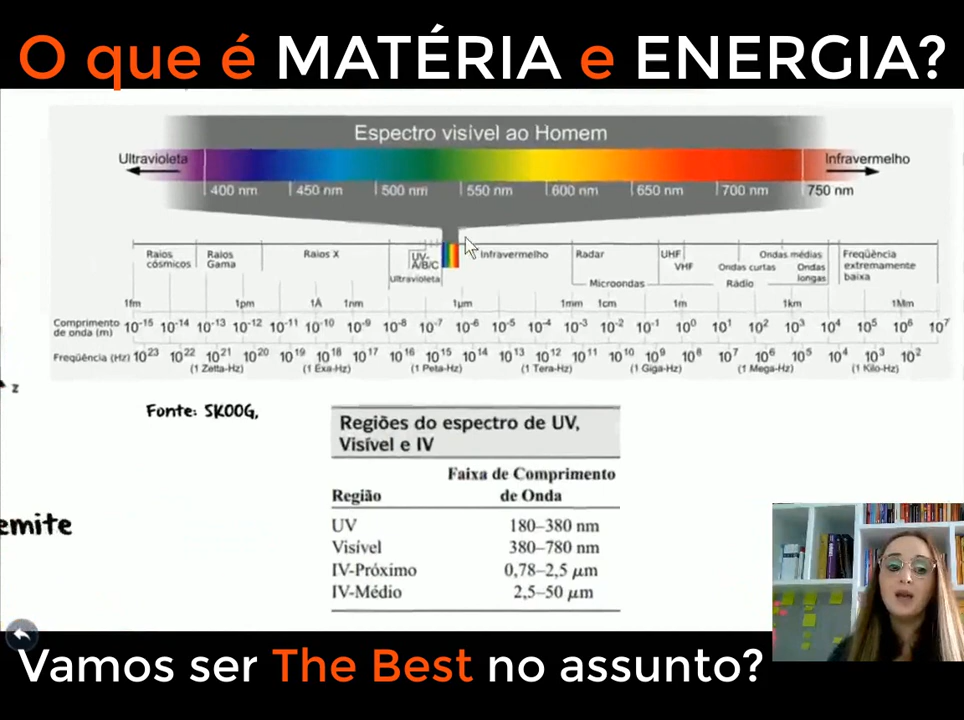 O que é MATÉRIA e ENERGIA?
Espectro visível ao Homem
Ultravioleta
Infravermelho
400 nm 450 nm 500 nm 550 nm 600 nm 650 nm 700 nm 750 nm
Raios cósmicos
Raios Gama
Raios X
UV-A/B/C
Ultravioleta
Infravermelho
Radar
Microondas
UHF
VHF
Ondas médias
Ondas curtas
Ondas longas
Rádio
Freqüência extremamente baixa
1fm 1pm 1A 1nm 1µm 1mm 1cm 1m 1km 1Mm
Comprimento de onda (m) 10⁻¹⁵ 10⁻¹⁴ 10⁻¹³ 10⁻¹² 10⁻¹¹ 10⁻¹⁰ 10⁻⁹ 10⁻⁸ 10⁻⁷ 10⁻⁶ 10⁻⁵ 10⁻⁴ 10⁻³ 10⁻² 10⁻¹ 10⁰ 10¹ 10² 10³ 10⁴ 10⁵ 10⁶ 10⁷
Freqüência (Hz) 10²³ 10²² 10²¹ 10²⁰ 10¹⁹ 10¹⁸ 10¹⁷ 10¹⁶ 10¹⁵ 10¹⁴ 10¹³ 10¹² 10¹¹ 10¹⁰ 10⁹ 10⁸ 10⁷ 10⁶ 10⁵ 10⁴ 10³ 10²
(1 Zetta-Hz) (1 Exa-Hz) (1 Peta-Hz) (1 Tera-Hz) (1 Giga-Hz) (1 Mega-Hz) (1 Kilo-Hz)
z
Fonte: SKOOG,
Regiões do espectro de UV,
Visível e IV
Faixa de Comprimento
Região de Onda
UV 180–380 nm
Visível 380–780 nm
IV-Próximo 0,78–2,5 µm
IV-Médio 2,5–50 µm
emite
Vamos ser The Best no assunto?